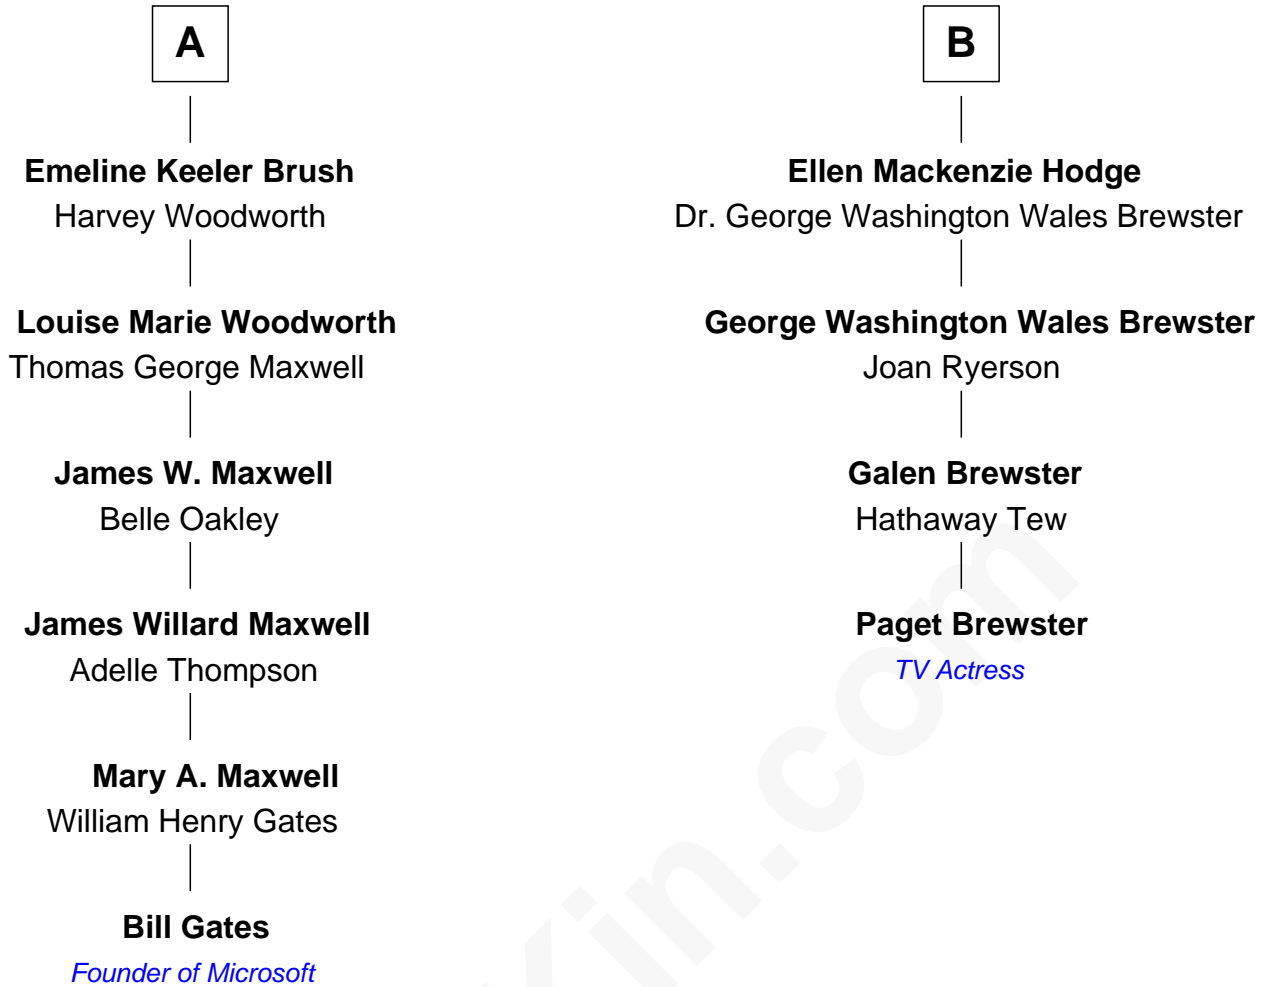 A
Emeline Keeler Brush
Harvey Woodworth
Louise Marie Woodworth
Thomas George Maxwell
James W. Maxwell
Belle Oakley
James Willard Maxwell
Adelle Thompson
Mary A. Maxwell
William Henry Gates
Bill Gates
Founder of Microsoft
B
Ellen Mackenzie Hodge
Dr. George Washington Wales Brewster
George Washington Wales Brewster
Joan Ryerson
Galen Brewster
Hathaway Tew
Paget Brewster
TV Actress
Kin.com